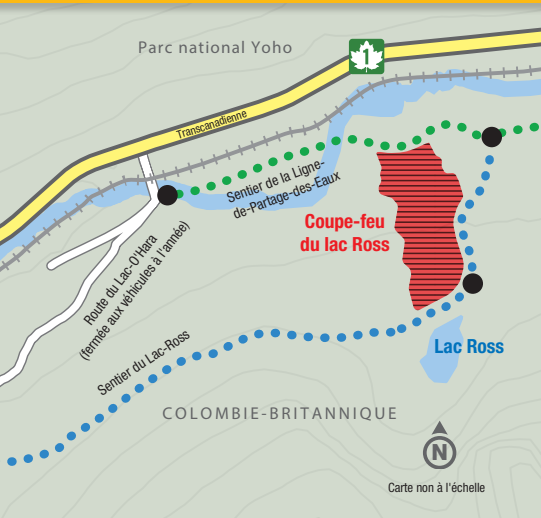 Parc national Yoho
1
Transcanadienne
Sentier de la Ligne-
de-Partage-des-Eaux
Coupe-feu
du lac Ross
Route du Lac-O'Hara
(fermée aux véhicules à l'année)
Sentier du Lac-Ross
Lac Ross
COLOMBIE-BRITANNIQUE
N
Carte non à l'échelle